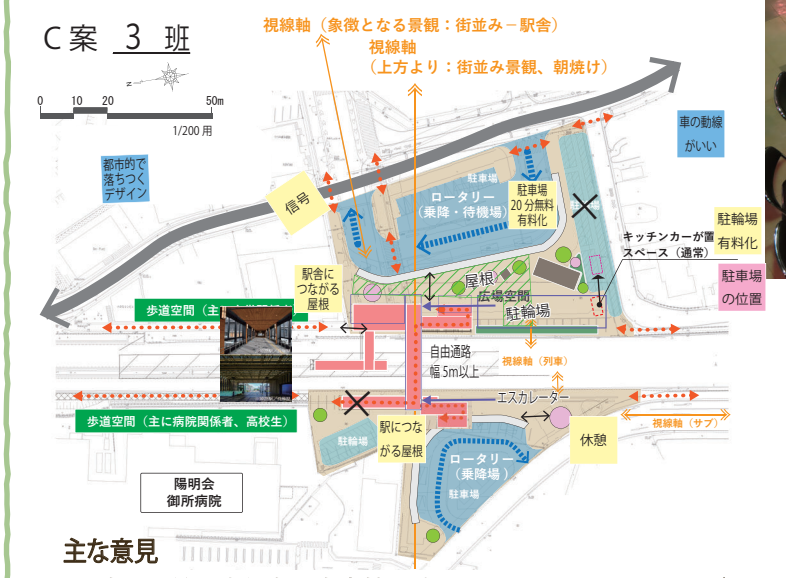 C案 3 班
視線軸（象徴となる景観：街並み－駅舎）
視線軸
（上方より：街並み景観、朝焼け）
N
0 10 20 50m
1/200 用
都市的で
落ちつく
デザイン
車の動線
がいい
信号
駐車場
ロータリー
（乗降・待機場）
駐車場
20分無料
有料化
駐輪場
有料化
キッチンカーが置
スペース（通常）
駐車場
の位置
駅舎に
つながる
屋根
屋根
広場空間
駐輪場
歩道空間（主
自由通路
幅5m以上
視線軸（列車）
エスカレーター
歩道空間（主に病院関係者、高校生）
視線軸（サブ）
駐輪場
駅につな
がる屋根
休憩
ロータリー
（乗降場）
駐車場
陽明会
御所病院
主な意見